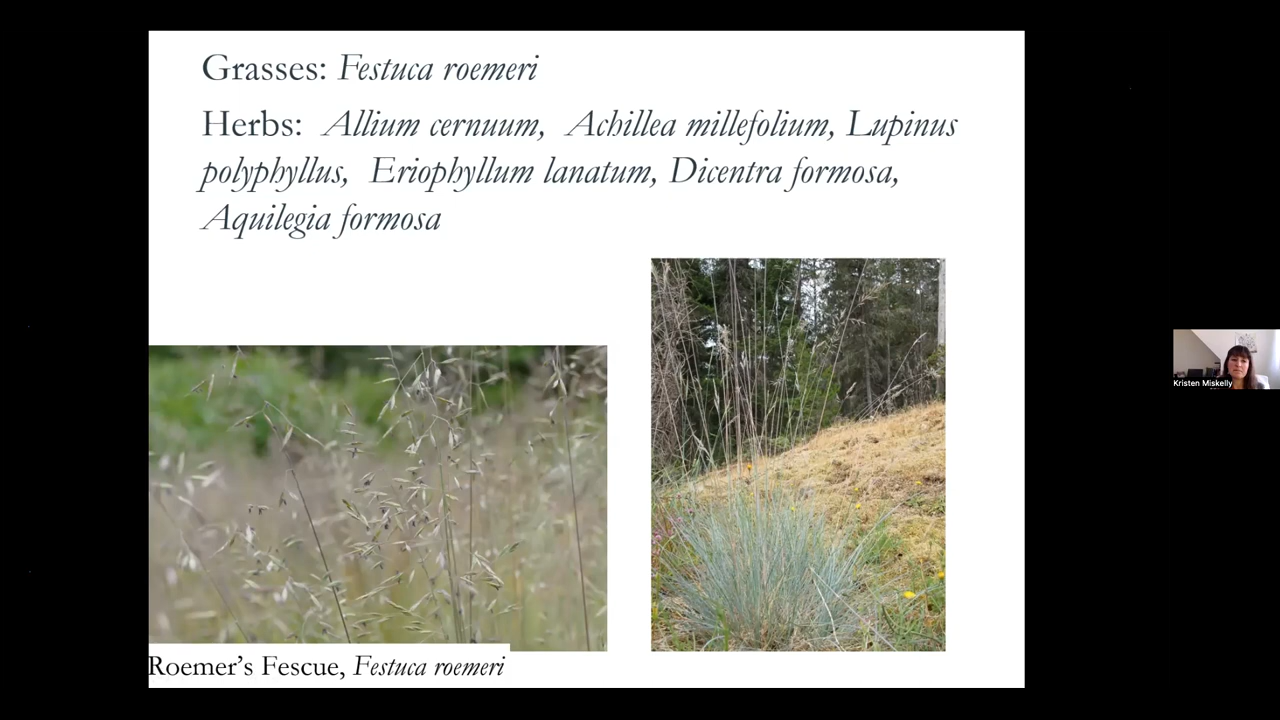 Grasses: Festuca roemeri
Herbs: Allium cernuum, Achillea millefolium, Lupinus
polyphyllus, Eriophyllum lanatum, Dicentra formosa,
Aquilegia formosa
Roemer’s Fescue, Festuca roemeri
Kristen Miskelly